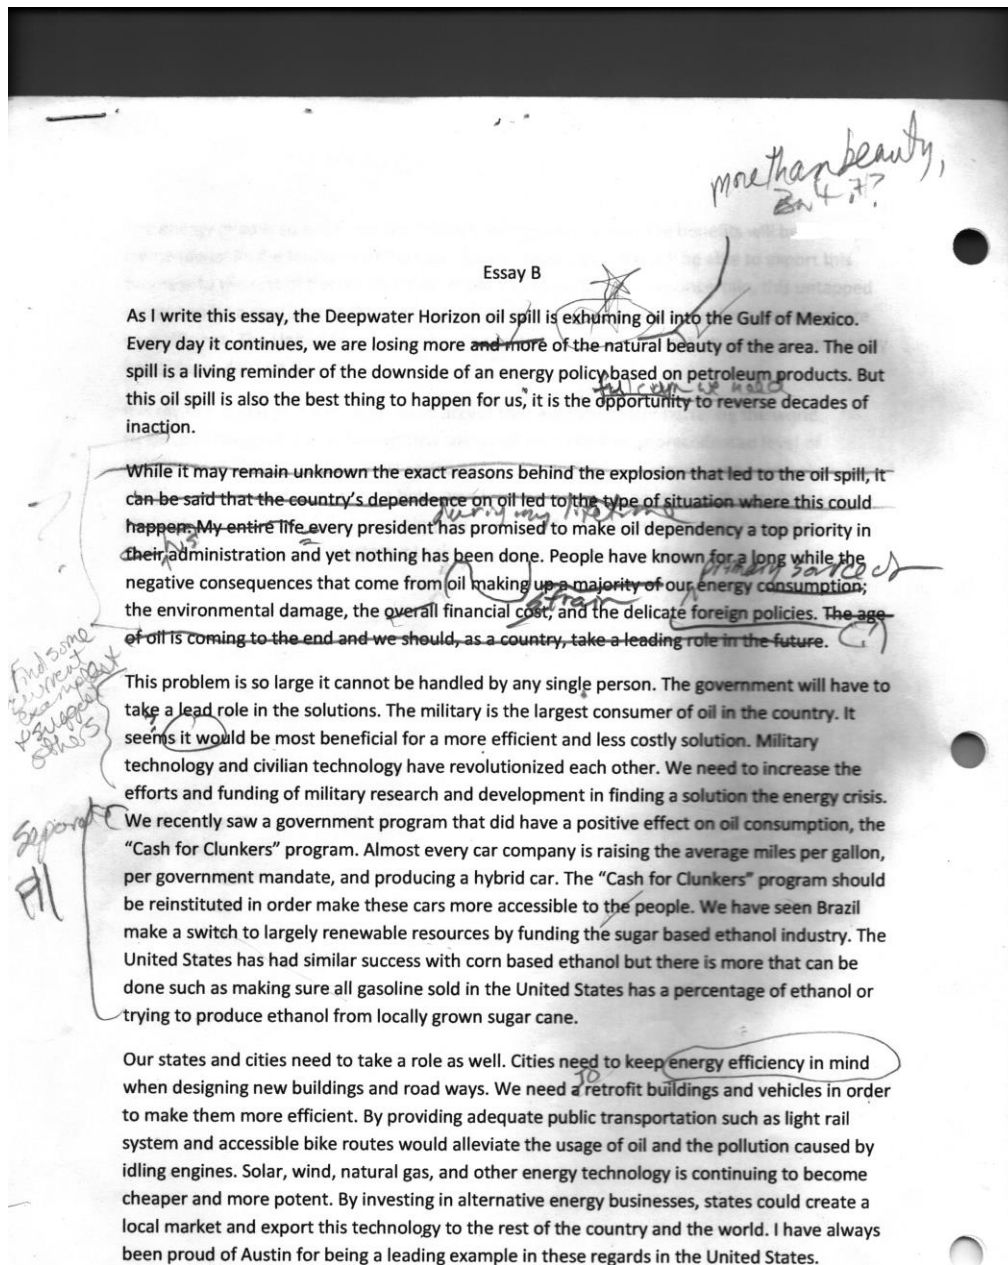 more than beauty,
isn't it?
Essay B
As I write this essay, the Deepwater Horizon oil spill is exhuming oil into the Gulf of Mexico.
Every day it continues, we are losing more and more of the natural beauty of the area. The oil
spill is a living reminder of the downside of an energy policy based on petroleum products. But
fulcrum we need
this oil spill is also the best thing to happen for us, it is the opportunity to reverse decades of
inaction.
While it may remain unknown the exact reasons behind the explosion that led to the oil spill, it
can be said that the country's dependence on oil led to the type of situation where this could
during my lifetime
happen. My entire life every president has promised to make oil dependency a top priority in
his
their administration and yet nothing has been done. People have known for a long while the
primary source of
negative consequences that come from oil making up a majority of our energy consumption;
strain
the environmental damage, the overall financial cost, and the delicate foreign policies. The age
of oil is coming to the end and we should, as a country, take a leading role in the future.
Find some
current
examples
& suggest
others
This problem is so large it cannot be handled by any single person. The government will have to
take a lead role in the solutions. The military is the largest consumer of oil in the country. It
seems it would be most beneficial for a more efficient and less costly solution. Military
technology and civilian technology have revolutionized each other. We need to increase the
efforts and funding of military research and development in finding a solution the energy crisis.
Separate
We recently saw a government program that did have a positive effect on oil consumption, the
"Cash for Clunkers" program. Almost every car company is raising the average miles per gallon,
per government mandate, and producing a hybrid car. The "Cash for Clunkers" program should
be reinstituted in order make these cars more accessible to the people. We have seen Brazil
make a switch to largely renewable resources by funding the sugar based ethanol industry. The
United States has had similar success with corn based ethanol but there is more that can be
done such as making sure all gasoline sold in the United States has a percentage of ethanol or
trying to produce ethanol from locally grown sugar cane.
Our states and cities need to take a role as well. Cities need to keep energy efficiency in mind
to
when designing new buildings and road ways. We need a retrofit buildings and vehicles in order
to make them more efficient. By providing adequate public transportation such as light rail
system and accessible bike routes would alleviate the usage of oil and the pollution caused by
idling engines. Solar, wind, natural gas, and other energy technology is continuing to become
cheaper and more potent. By investing in alternative energy businesses, states could create a
local market and export this technology to the rest of the country and the world. I have always
been proud of Austin for being a leading example in these regards in the United States.